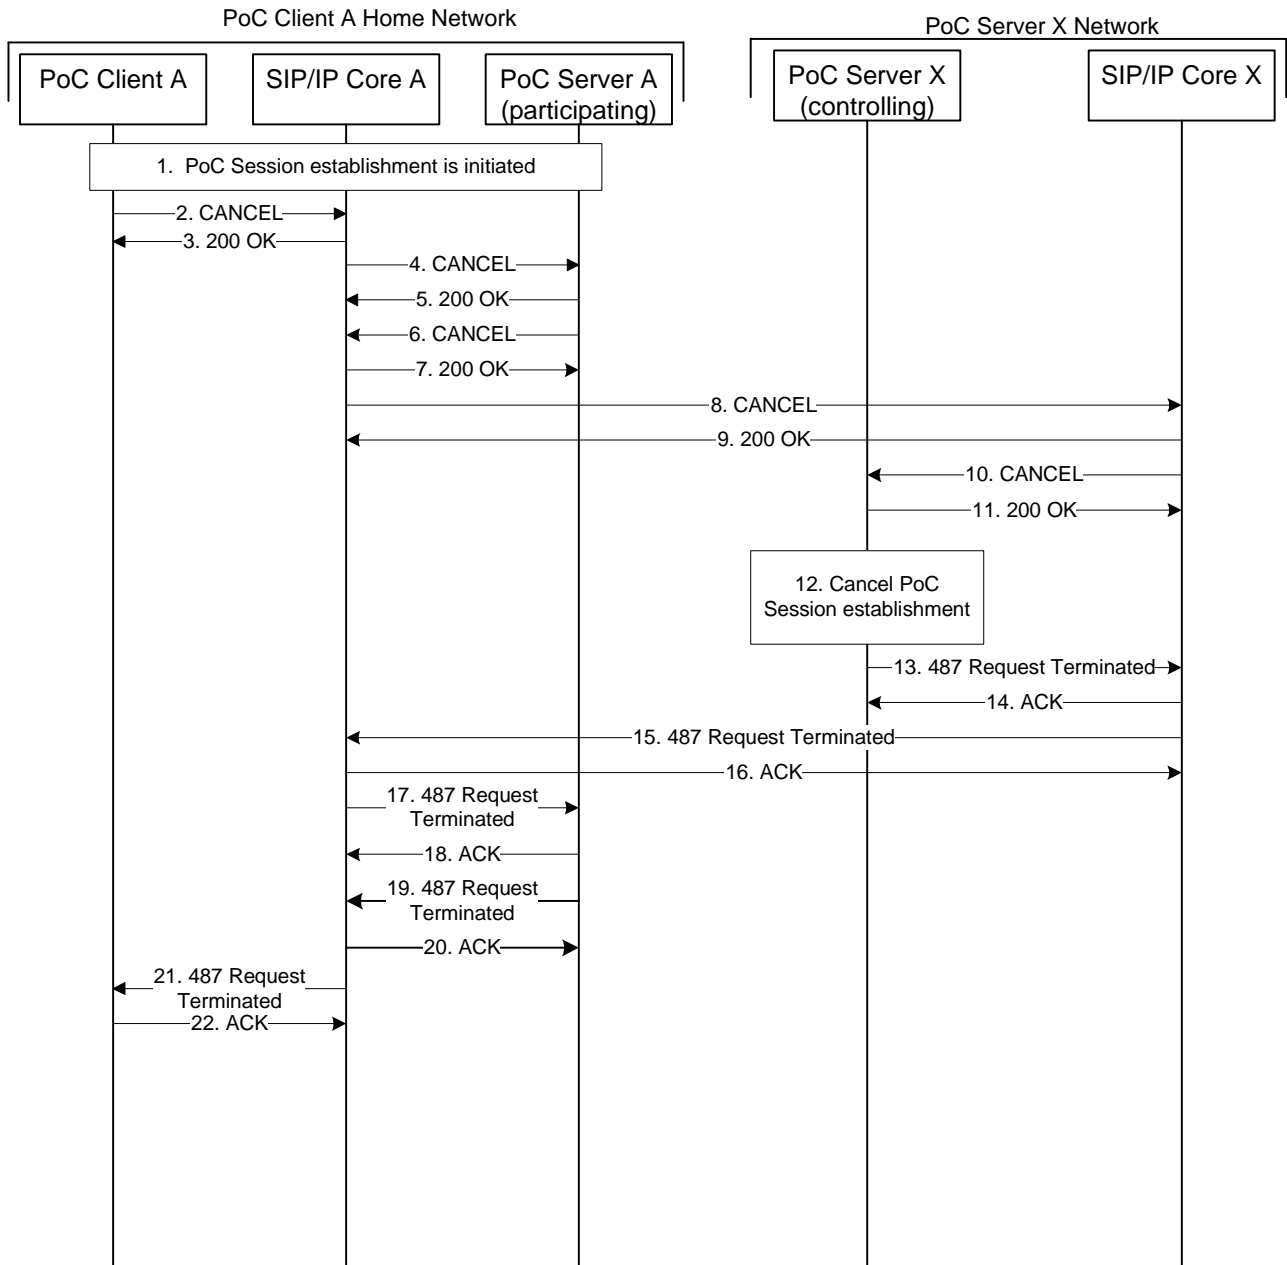 PoC Client A Home Network
PoC Server X Network
PoC Client A
SIP/IP Core A
PoC Server A
(participating)
PoC Server X
(controlling)
SIP/IP Core X
1. PoC Session establishment is initiated
2. CANCEL
3. 200 OK
4. CANCEL
5. 200 OK
6. CANCEL
7. 200 OK
8. CANCEL
9. 200 OK
10. CANCEL
11. 200 OK
12. Cancel PoC
Session establishment
13. 487 Request Terminated
14. ACK
15. 487 Request Terminated
16. ACK
17. 487 Request
Terminated
18. ACK
19. 487 Request
Terminated
20. ACK
21. 487 Request
Terminated
22. ACK